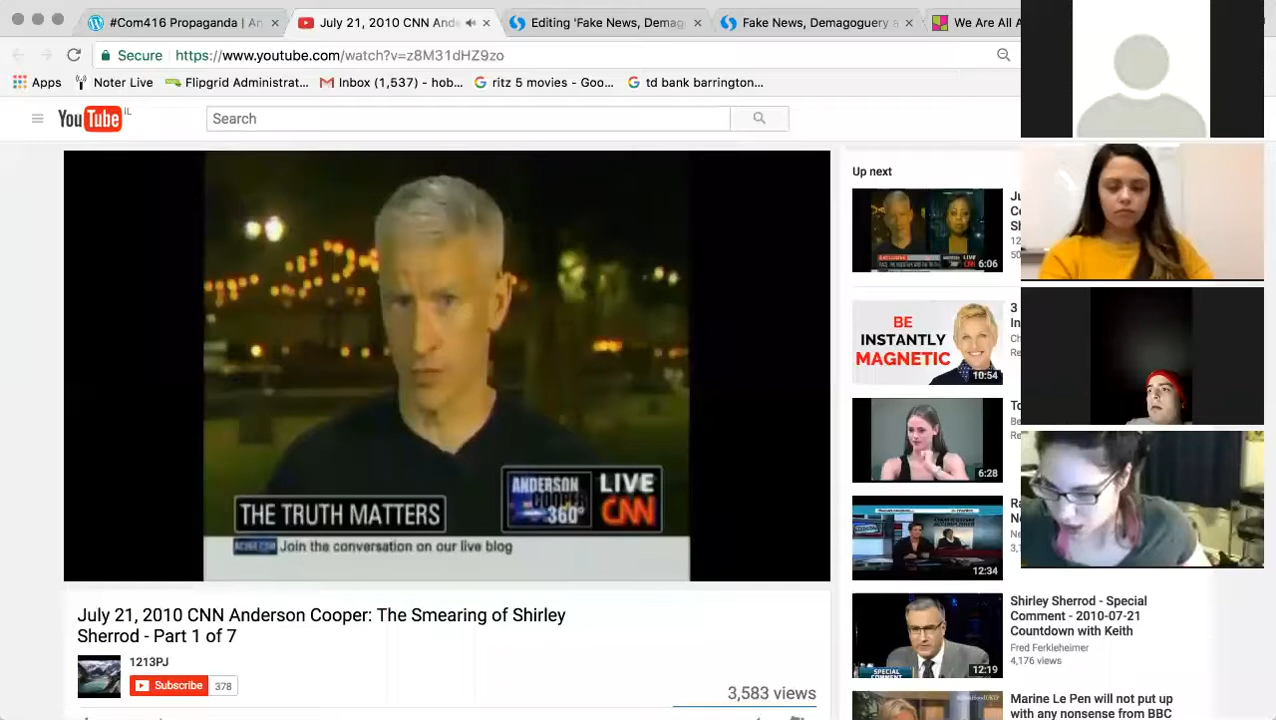 #Com416 Propaganda | An
July 21, 2010 CNN Ande
Editing 'Fake News, Demag
Fake News, Demagoguery a
We Are All A
Secure
https://www.youtube.com/watch?v=z8M31dHZ9zo
Apps
Noter Live
Flipgrid Administrat...
Inbox (1,537) - hob...
ritz 5 movies - Goo...
td bank barrington...
YouTube IL
Search
THE TRUTH MATTERS
ANDERSON COOPER 360°
LIVE CNN
Join the conversation on our live blog
July 21, 2010 CNN Anderson Cooper: The Smearing of Shirley
Sherrod - Part 1 of 7
1213PJ
Subscribe 378
3,583 views
Up next
LIVE CNN
6:06
BE
INSTANTLY
MAGNETIC
10:54
6:28
12:34
SPECIAL COMMENT
12:19
Shirley Sherrod - Special
Comment - 2010-07-21
Countdown with Keith
Fred Ferkleheimer
4,176 views
Marine Le Pen will not put up
with any nonsense from BBC